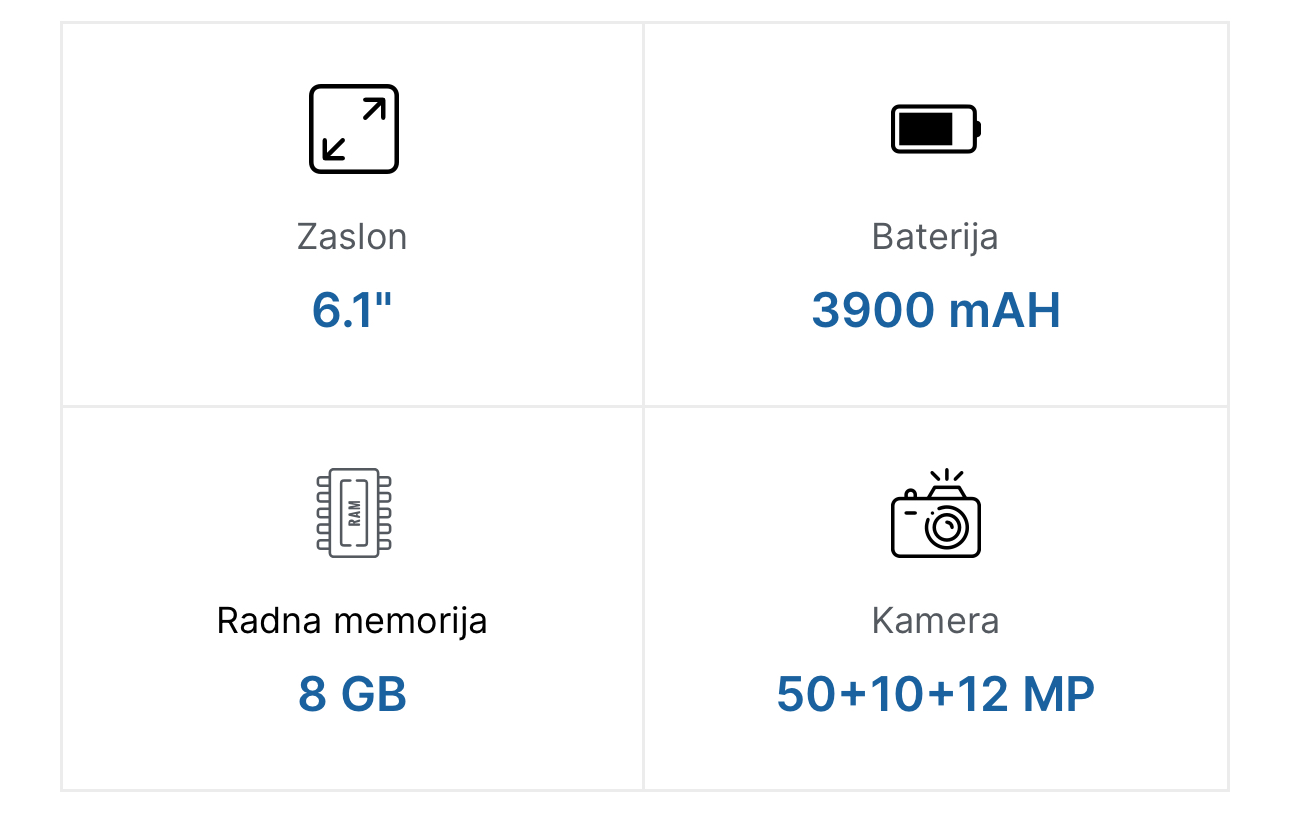 Zaslon
6.1"
Baterija
3900 mAH
RAM
Radna memorija
8 GB
Kamera
50+10+12 MP